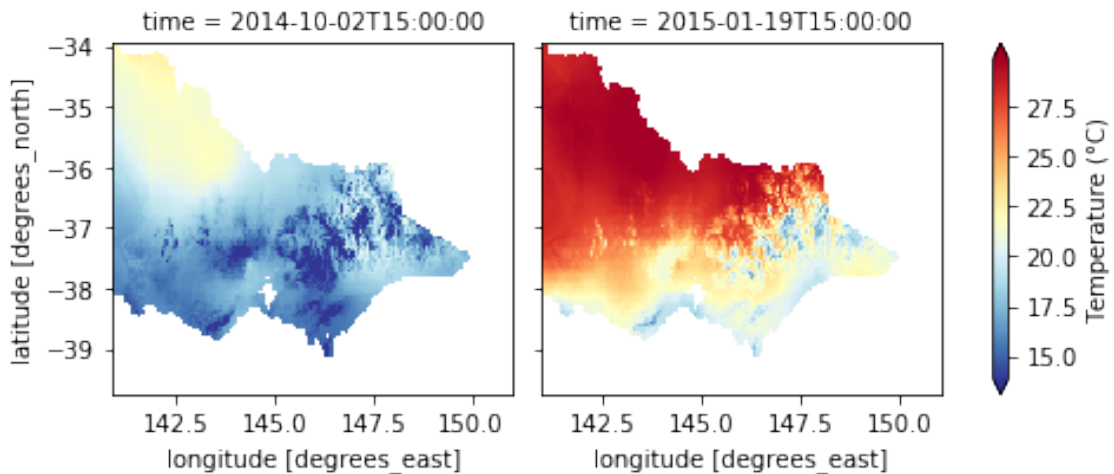 time = 2014-10-02T15:00:00 time = 2015-01-19T15:00:00
−34
−35
−36
−37
−38
−39
latitude [degrees_north]
27.5
25.0
22.5
20.0
17.5
15.0
Temperature (°C)
142.5 145.0 147.5 150.0 142.5 145.0 147.5 150.0
longitude [degrees_east] longitude [degrees_east]